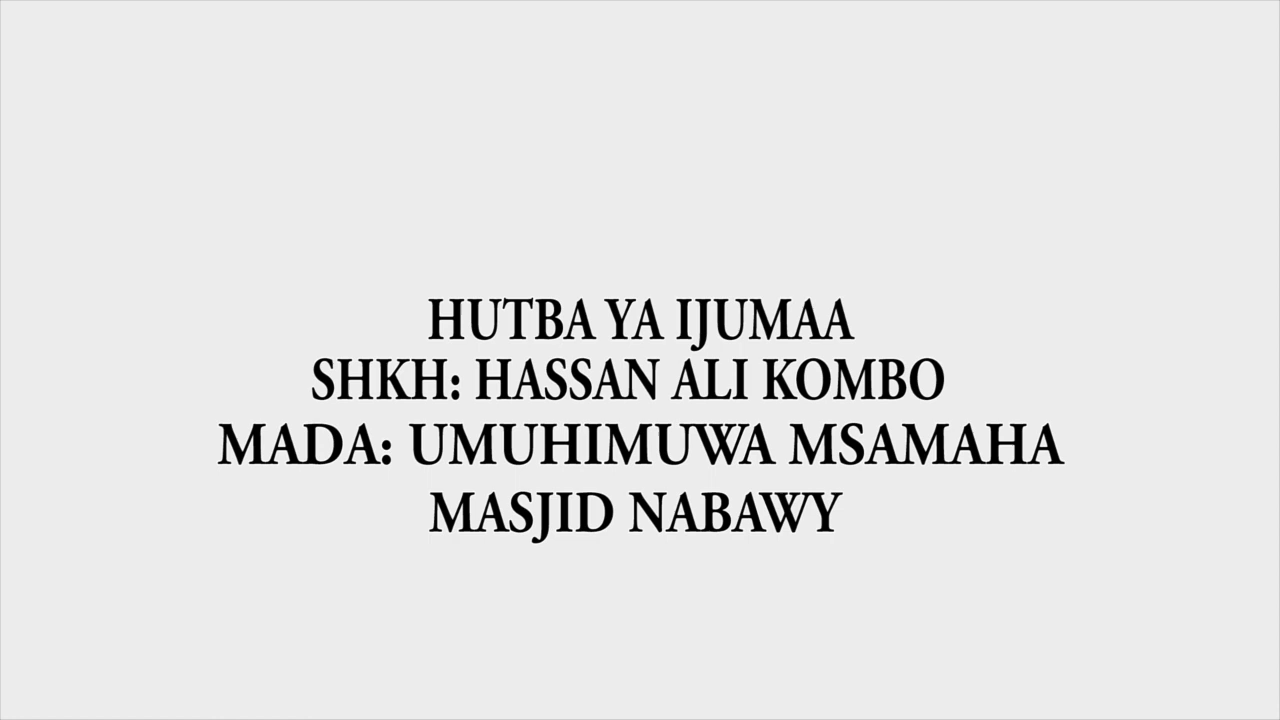 HUTBA YA IJUMAA
SHKH: HASSAN ALI KOMBO
MADA: UMUHIMUWA MSAMAHA
MASJID NABAWY